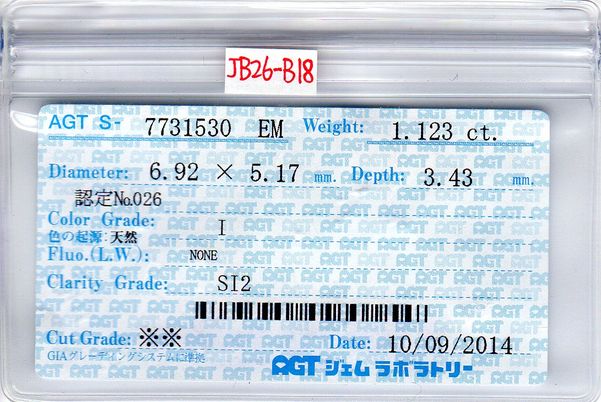 JB26-B18
AGT S- 7731530 EM Weight: 1.123 ct.
Diameter: 6.92 × 5.17 mm. Depth: 3.43 mm.
認定No.026
Color Grade: I
色の起源:天然
Fluo.(L.W.): NONE
Clarity Grade: SI2
Cut Grade: ※※ Date: 10/09/2014
GIAグレーディングシステムに準拠
AGT ジェム ラボラトリー